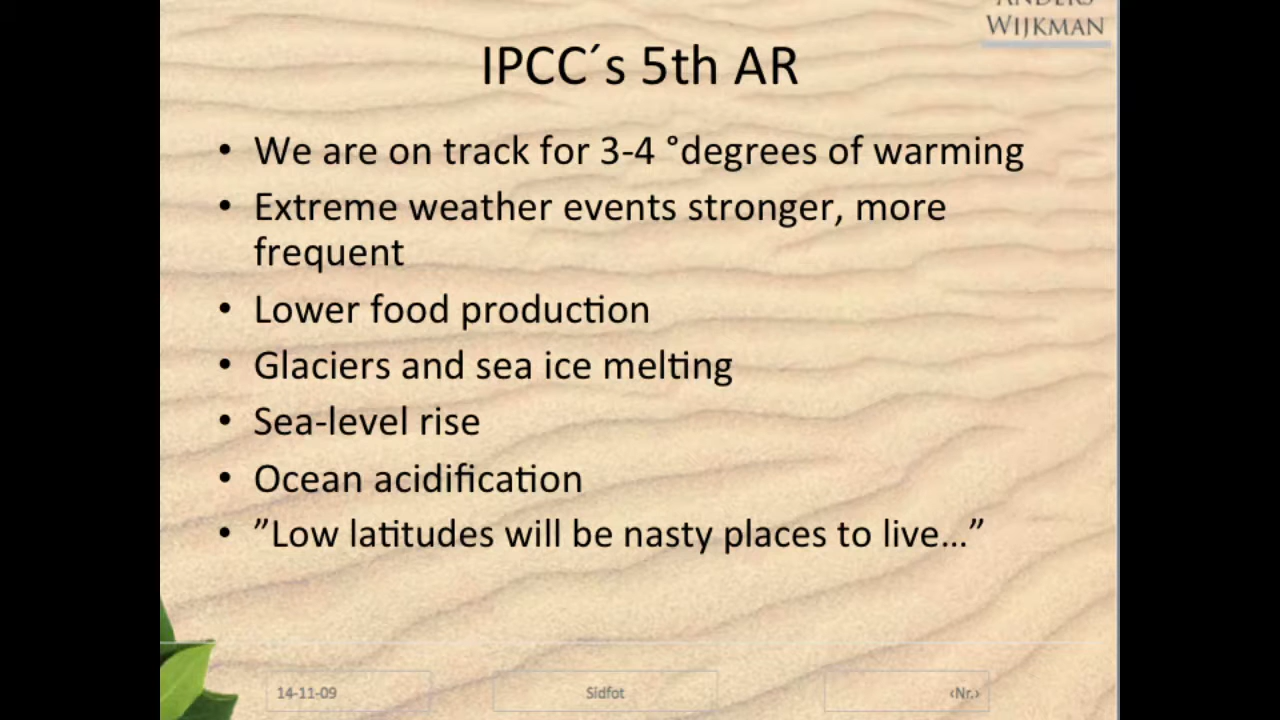 ANDERS
WIJKMAN
IPCC´s 5th AR
• We are on track for 3-4 °degrees of warming
• Extreme weather events stronger, more
frequent
• Lower food production
• Glaciers and sea ice melting
• Sea-level rise
• Ocean acidification
• ”Low latitudes will be nasty places to live…”
14-11-09
Sidfot
‹Nr.›